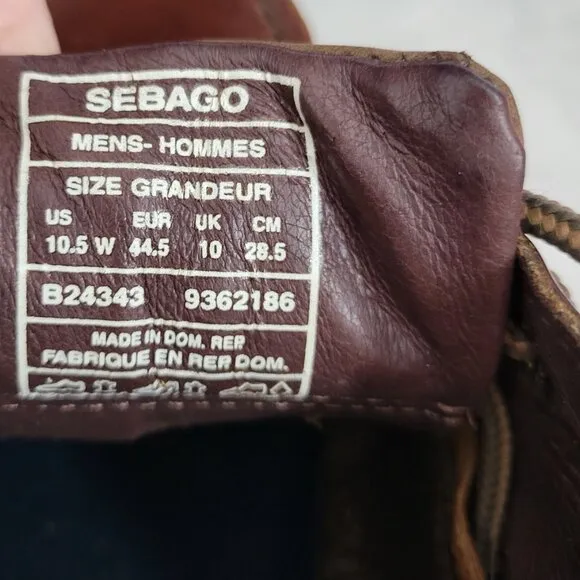 SEBAGO
MENS- HOMMES
SIZE GRANDEUR
US EUR UK CM
10.5 W 44.5 10 28.5
B24343 9362186
MADE IN DOM. REP
FABRIQUE EN REP DOM.